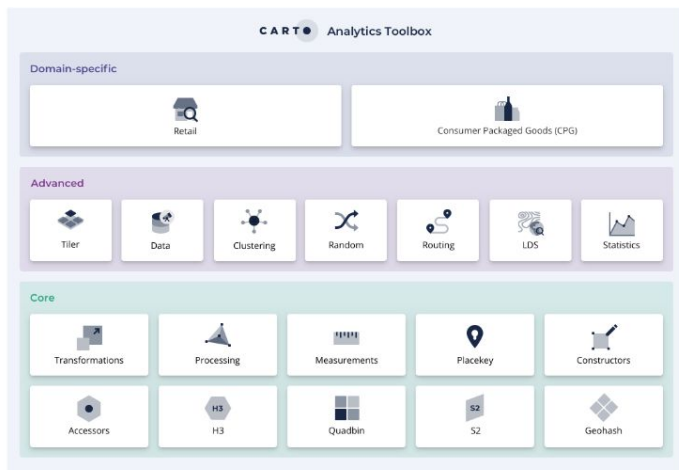 CARTO Analytics Toolbox
Domain-specific
Retail
Consumer Packaged Goods (CPG)
Advanced
Tiler
Data
Clustering
Random
Routing
LDS
Statistics
Core
Transformations
Processing
Measurements
Placekey
Constructors
H3
S2
Accessors
H3
Quadbin
S2
Geohash